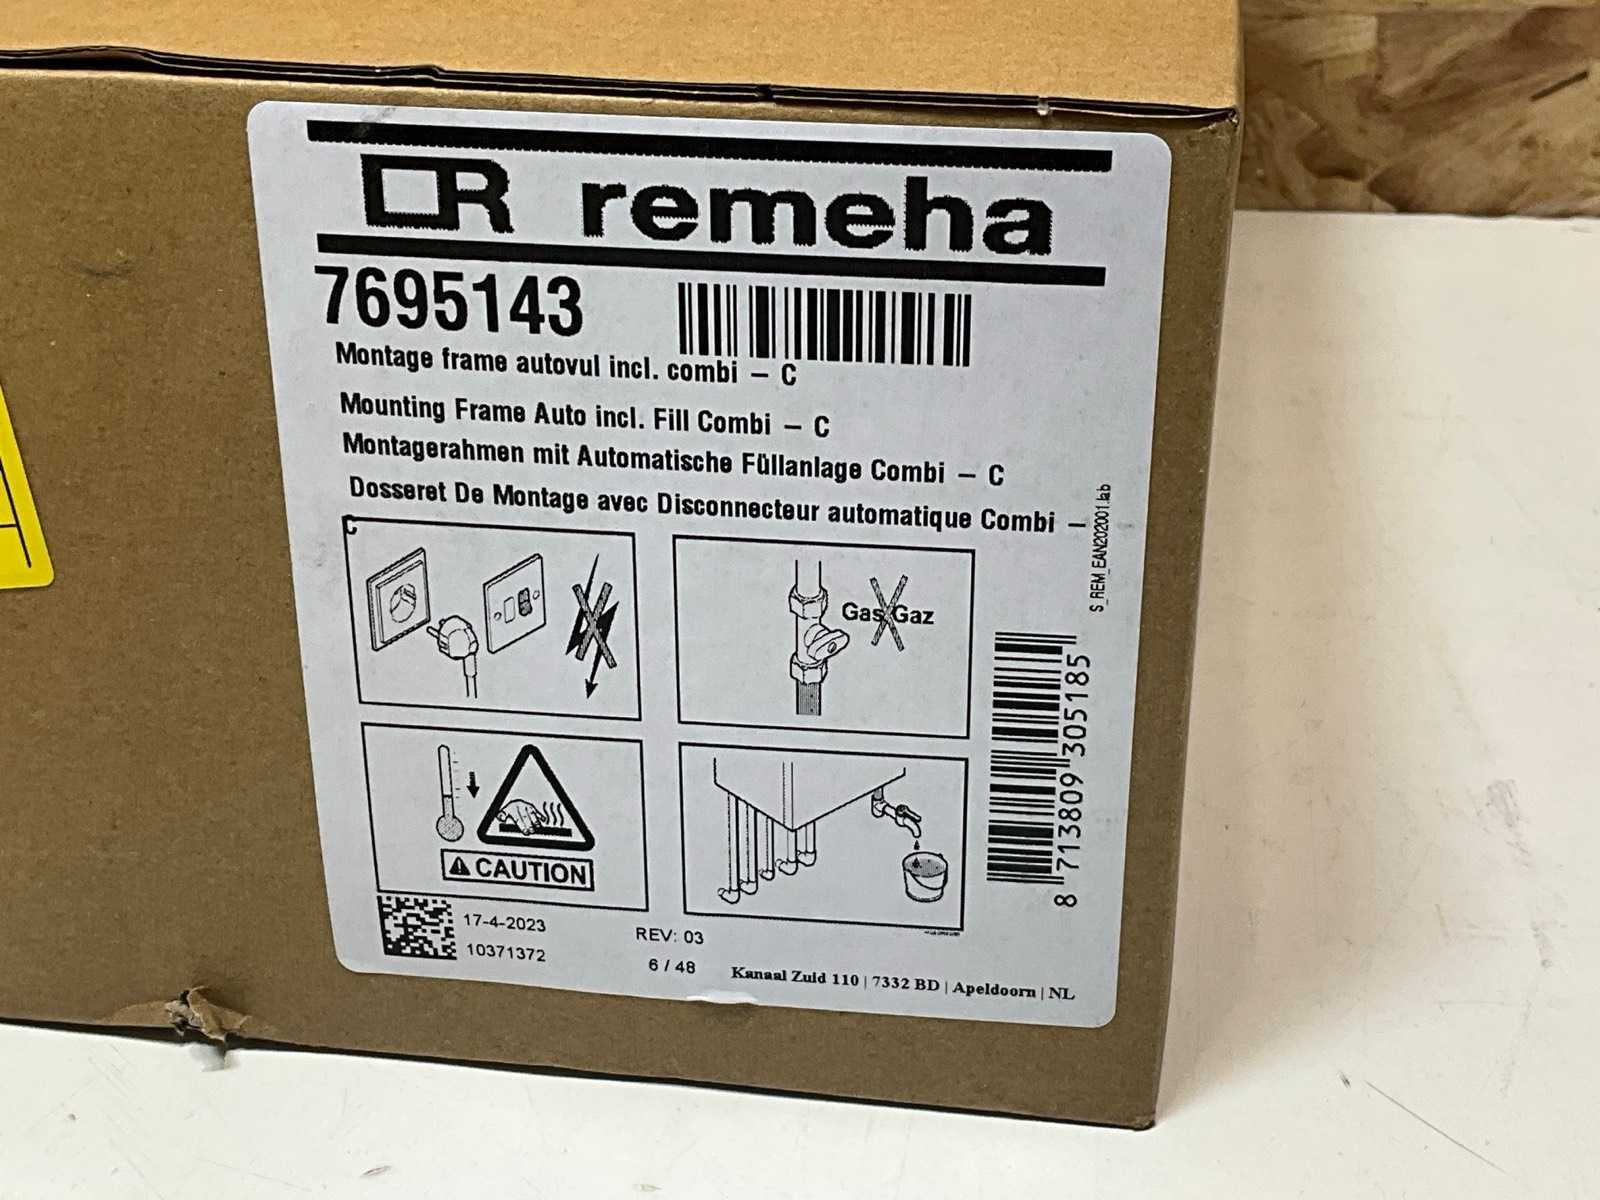 R remeha
7695143
Montage frame autovul incl. combi – C
Mounting Frame Auto incl. Fill Combi – C
Montagerahmen mit Automatische Füllanlage Combi – C
Dosseret De Montage avec Disconnecteur automatique Combi –
C
Gas/Gaz
CAUTION
S_REM_EAN202001.lab
8 713809 305185
17-4-2023
10371372
REV: 03
6 / 48
Kanaal Zuid 110 | 7332 BD | Apeldoorn | NL